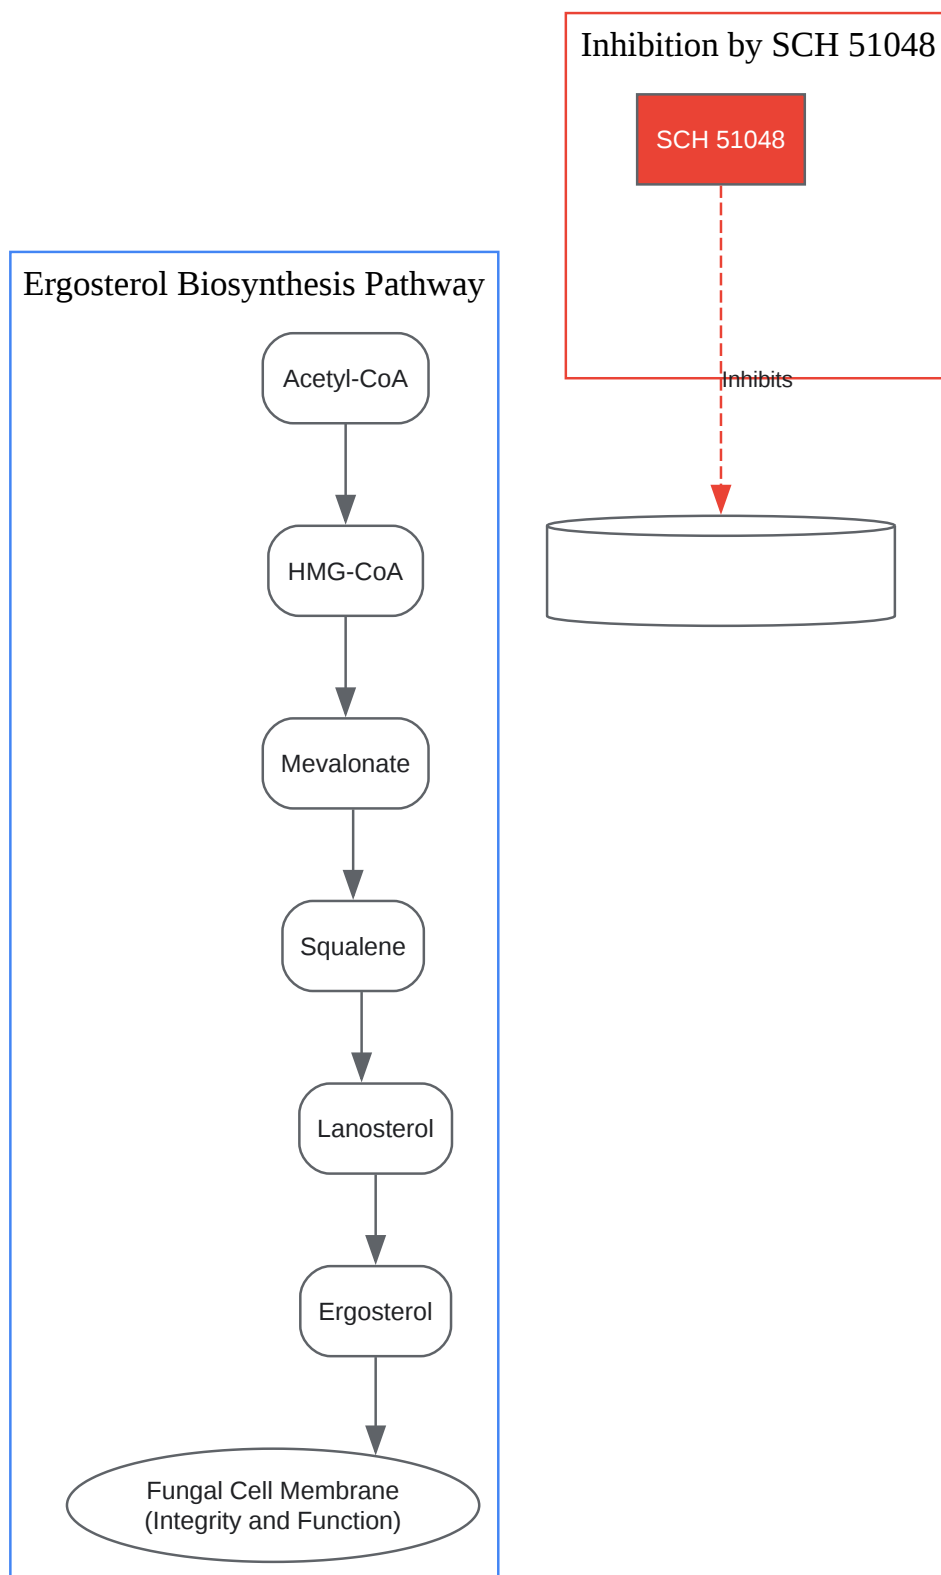 Inhibition by SCH 51048
SCH 51048
Inhibits
Ergosterol Biosynthesis Pathway
Acetyl-CoA
HMG-CoA
Mevalonate
Squalene
Lanosterol
Ergosterol
Fungal Cell Membrane
(Integrity and Function)